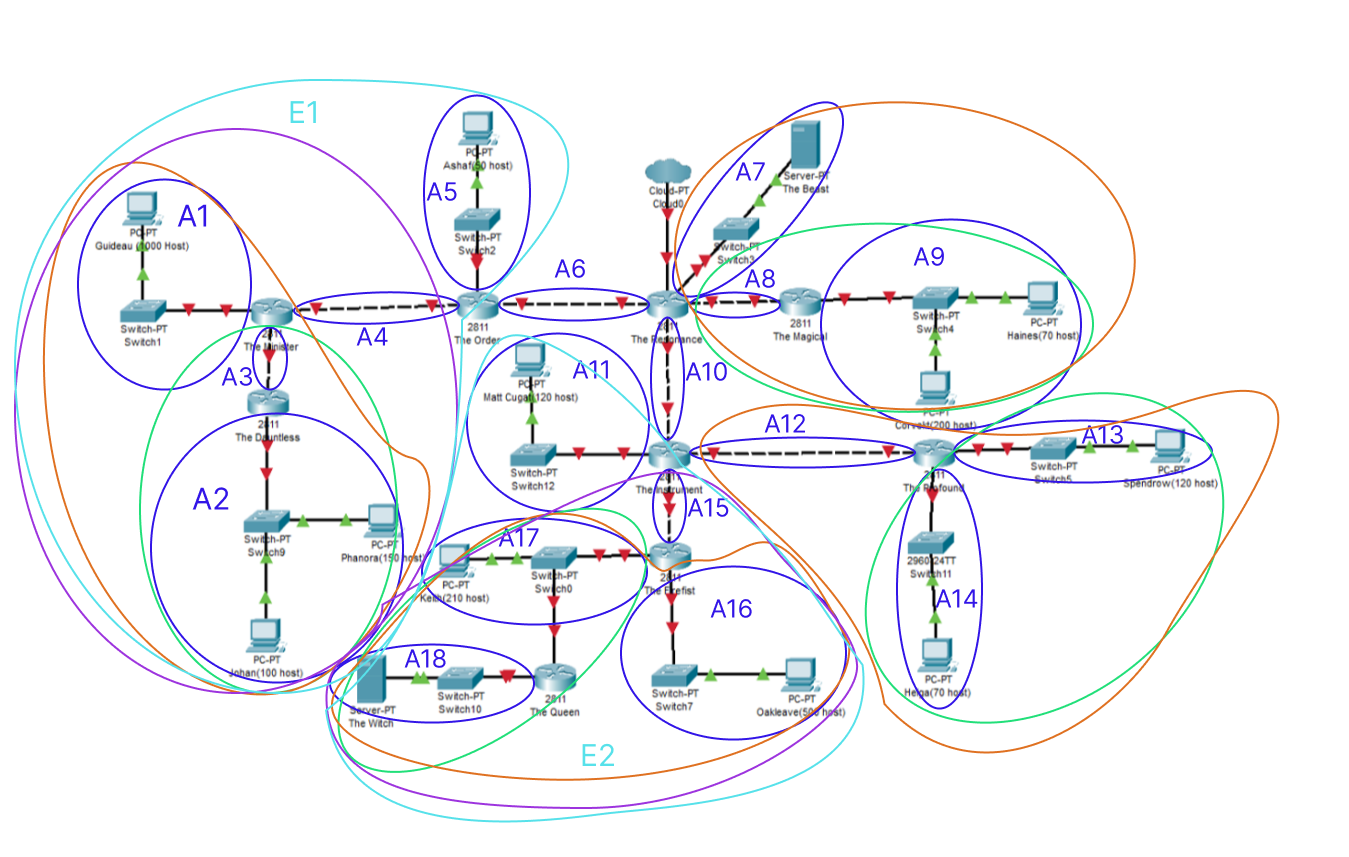 E1
PC-PT
Ashaf(50 host)
A5
Switch-PT
Switch2
A1
PC-PT
Guideau (1000 Host)
Switch-PT
Switch1
2811
The Minister
A4
2811
The Order
A6
Cloud-PT
Cloud0
A7
Server-PT
The Beast
Switch-PT
Switch3
A8
2811
The Resonance
2811
The Magical
A9
Switch-PT
Switch4
PC-PT
Haines(70 host)
PC-PT
(200 host)
A3
2811
The Dauntless
A2
Switch-PT
Switch9
PC-PT
Phanora(150 host)
PC-PT
Johan(100 host)
A11
PC-PT
Matt Cugat(120 host)
Switch-PT
Switch12
A10
2811
The Instrument
A12
2811
The Profound
A13
Switch-PT
Switch5
PC-PT
Spendrow(120 host)
A15
A17
PC-PT
Keith(210 host)
Switch-PT
Switch0
2811
The
A16
A14
2960-24TT
Switch11
PC-PT
Helga(70 host)
A18
Server-PT
The Witch
Switch-PT
Switch10
2811
The Queen
Switch-PT
Switch7
PC-PT
Oakleave(500 host)
E2